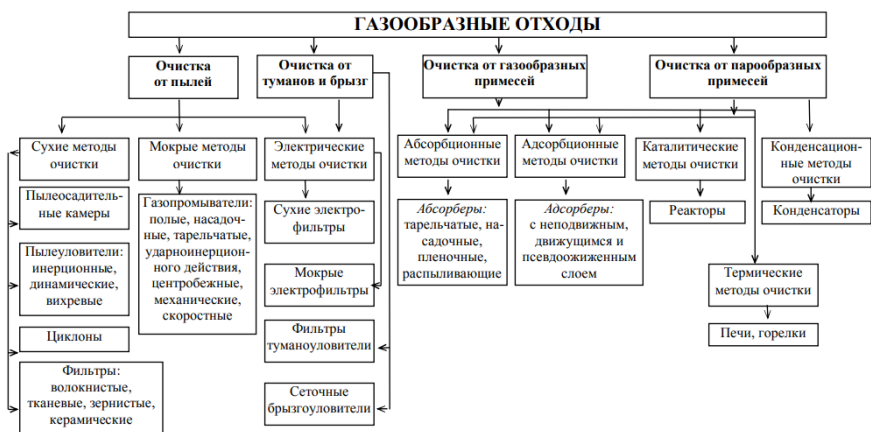 ГАЗООБРАЗНЫЕ ОТХОДЫ
Очистка
от пылей
Очистка от
туманов и брызг
Очистка от газообразных
примесей
Очистка от парообразных
примесей
Сухие методы
очистки
Мокрые методы
очистки
Электрические
методы очистки
Абсорбционные
методы очистки
Адсорбционные
методы очистки
Каталитические
методы очистки
Конденсацион-
ные методы
очистки
Пылеосадитель-
ные камеры
Газопромыватели:
полые, насадоч-
ные, тарельчатые,
ударноинерцион-
ного действия,
центробежные,
механические,
скоростные
Сухие электро-
фильтры
Абсорберы:
тарельчатые, на-
садочные,
пленочные,
распыливающие
Адсорберы:
с неподвижным,
движущимся и
псевдоожиженным
слоем
Реакторы
Конденсаторы
Пылеуловители:
инерционные,
динамические,
вихревые
Мокрые
электрофильтры
Термические
методы очистки
Циклоны
Фильтры
туманоуловители
Печи, горелки
Фильтры:
волокнистые,
тканевые, зернистые,
керамические
Сеточные
брызгоуловители